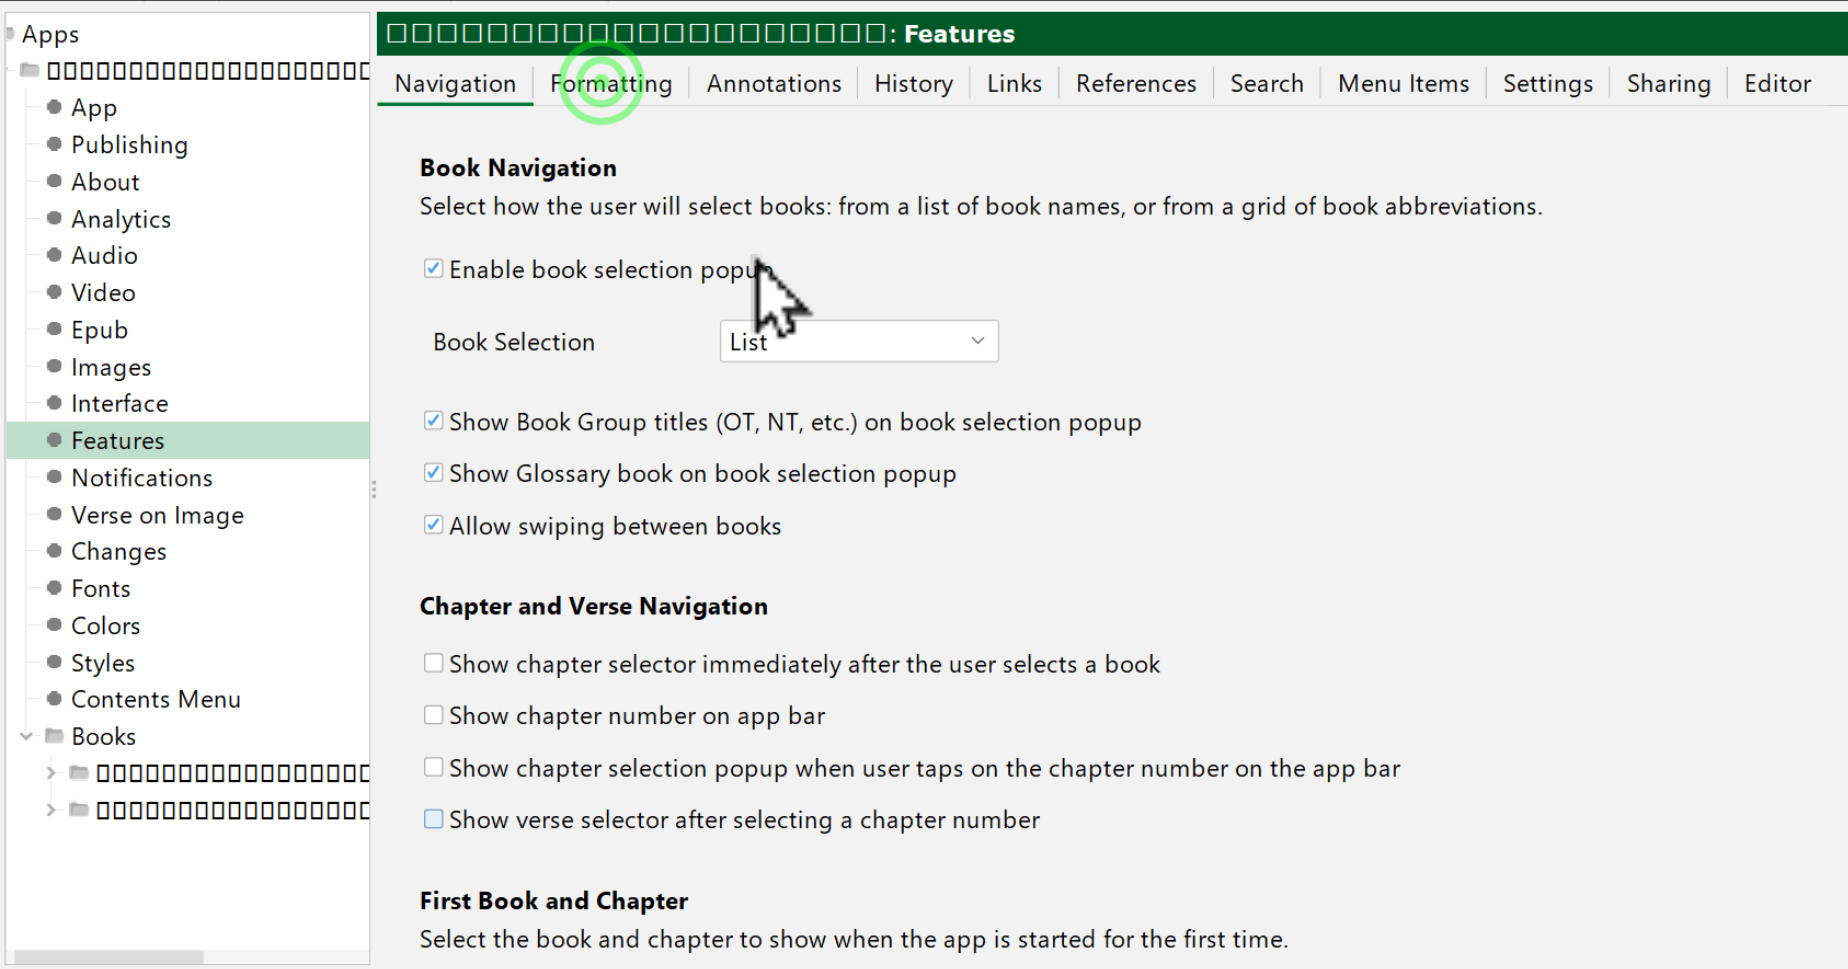 Apps
App
Publishing
About
Analytics
Audio
Video
Epub
Images
Interface
Features
Notifications
Verse on Image
Changes
Fonts
Colors
Styles
Contents Menu
Books
: Features
Navigation Formatting Annotations History Links References Search Menu Items Settings Sharing Editor
Book Navigation
Select how the user will select books: from a list of book names, or from a grid of book abbreviations.
Enable book selection popup
Book Selection List
Show Book Group titles (OT, NT, etc.) on book selection popup
Show Glossary book on book selection popup
Allow swiping between books
Chapter and Verse Navigation
Show chapter selector immediately after the user selects a book
Show chapter number on app bar
Show chapter selection popup when user taps on the chapter number on the app bar
Show verse selector after selecting a chapter number
First Book and Chapter
Select the book and chapter to show when the app is started for the first time.